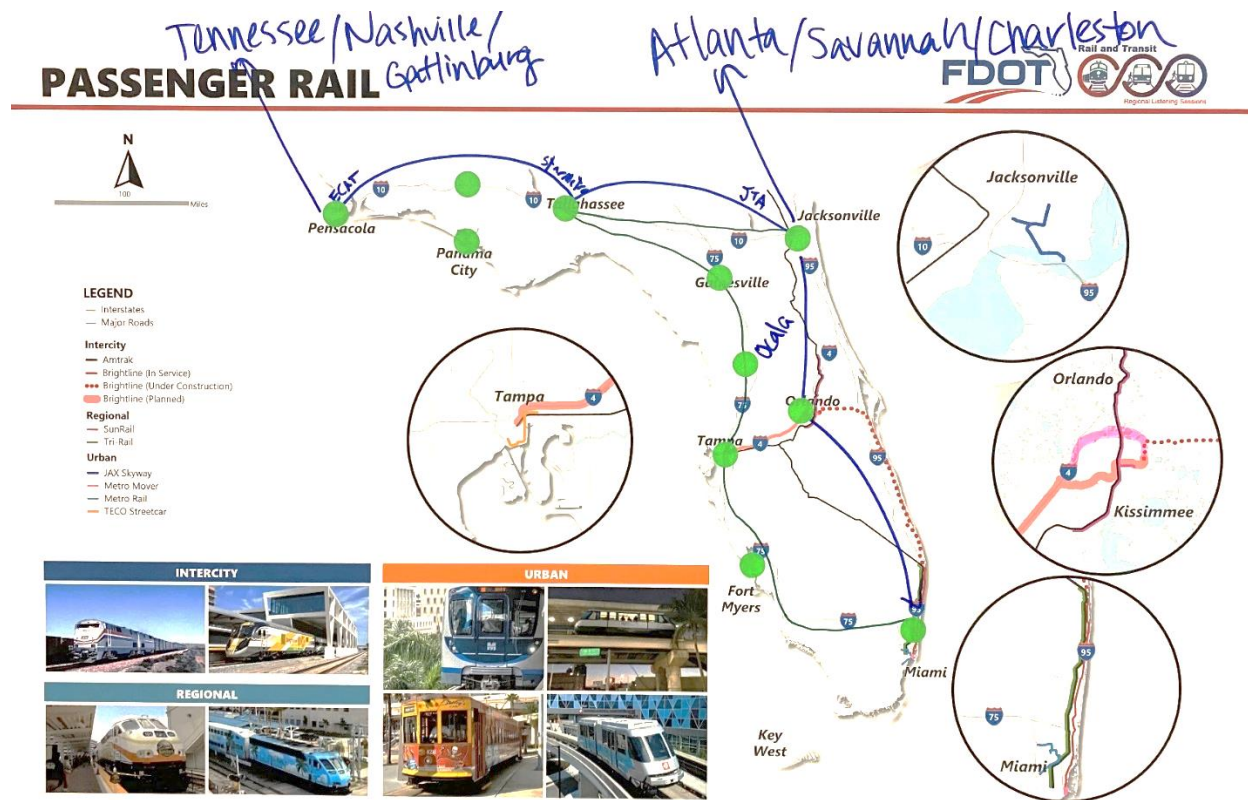 Tennessee/Nashville/
Gatlinburg
Atlanta/Savannah/Charleston
PASSENGER RAIL
FDOT
Rail and Transit
Regional Listening Sessions
N
100
Miles
ECAT
10
StarMetro
10
JTA
Pensacola
Tallahassee
Jacksonville
Panama
City
75
10
95
Gainesville
Ocala
4
75
Orlando
Tampa
4
95
75
Fort
Myers
75
95
Miami
Key
West
LEGEND
Interstates
Major Roads
Intercity
Amtrak
Brightline (In Service)
Brightline (Under Construction)
Brightline (Planned)
Regional
SunRail
Tri-Rail
Urban
JAX Skyway
Metro Mover
Metro Rail
TECO Streetcar
Tampa
4
Jacksonville
10
95
Orlando
4
Kissimmee
95
75
Miami
INTERCITY
URBAN
REGIONAL